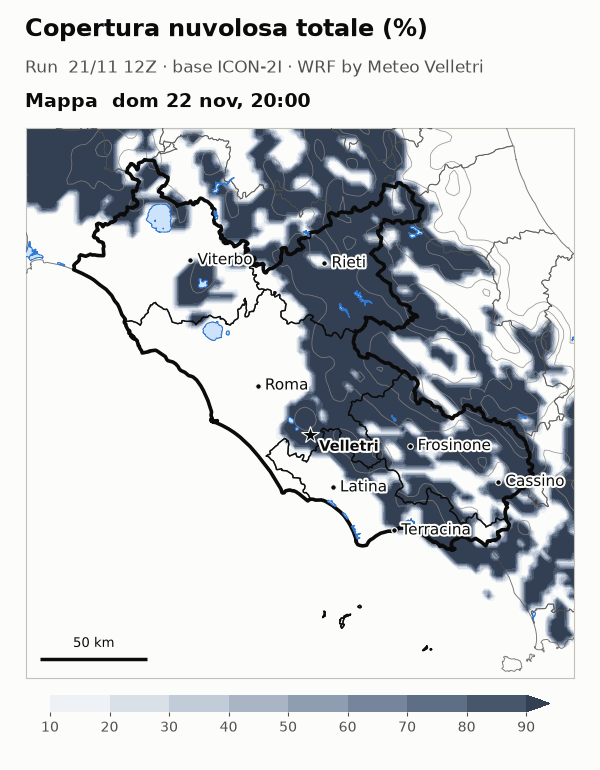 Copertura nuvolosa totale (%)
Run  21/11 12Z · base ICON-2I · WRF by Meteo Velletri
Mappa  dom 22 nov, 20:00
Viterbo
Rieti
Roma
Velletri
Frosinone
Latina
Cassino
Terracina
50 km
10 20 30 40 50 60 70 80 90